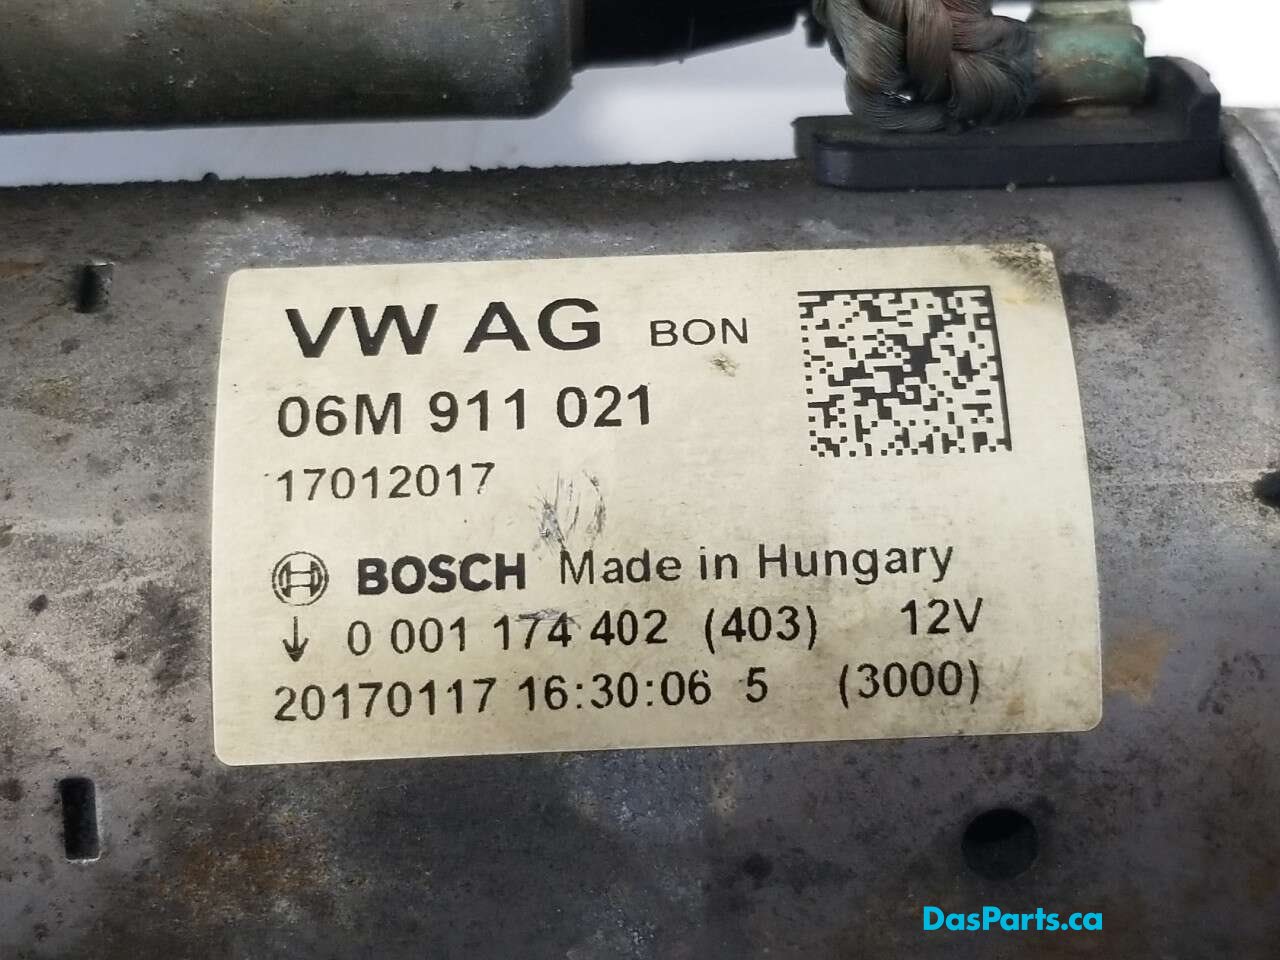 VW AG BON
06M 911 021
17012017
BOSCH Made in Hungary
↓ 0 001 174 402 (403) 12V
20170117 16:30:06 5 (3000)
DasParts.ca